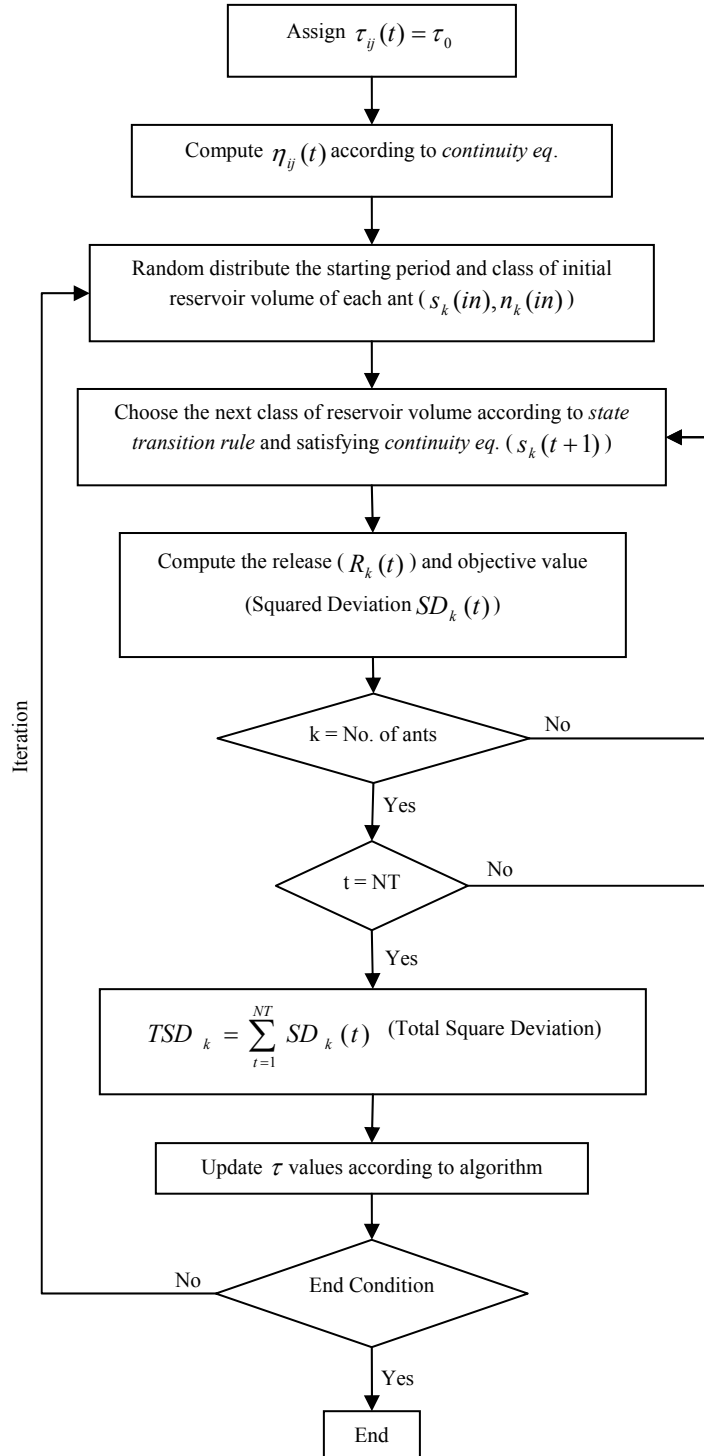 Assign τij(t) = τ0
Compute ηij(t) according to continuity eq.
Random distribute the starting period and class of initial
reservoir volume of each ant ( sk(in), nk(in) )
Choose the next class of reservoir volume according to state
transition rule and satisfying continuity eq. ( sk(t+1) )
Compute the release ( Rk(t) ) and objective value
(Squared Deviation SDk(t) )
k = No. of ants
No
Yes
t = NT
No
Yes
TSD k = ∑ t=1 NT SD k (t) (Total Square Deviation)
Update τ values according to algorithm
End Condition
No
Iteration
Yes
End